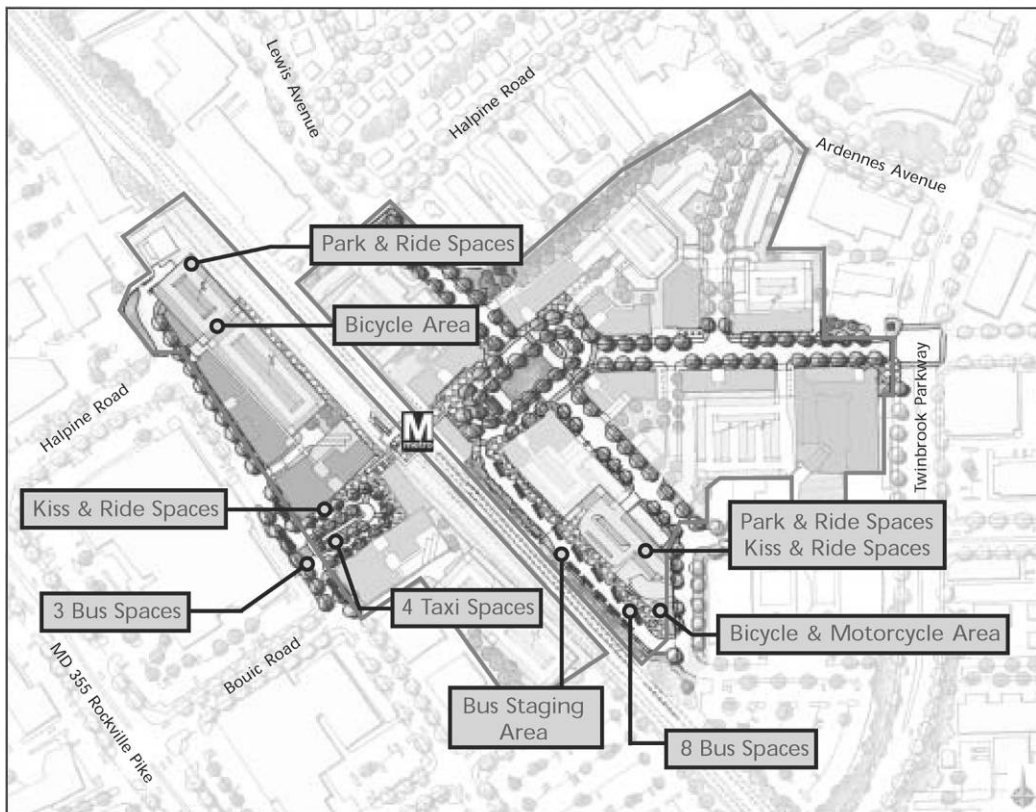 Lewis Avenue
Halpine Road
Ardennes Avenue
Park & Ride Spaces
Bicycle Area
Halpine Road
Twinbrook Parkway
M
metro
Kiss & Ride Spaces
Park & Ride Spaces
Kiss & Ride Spaces
3 Bus Spaces
4 Taxi Spaces
Bicycle & Motorcycle Area
MD 355 Rockville Pike
Bouic Road
Bus Staging
Area
8 Bus Spaces